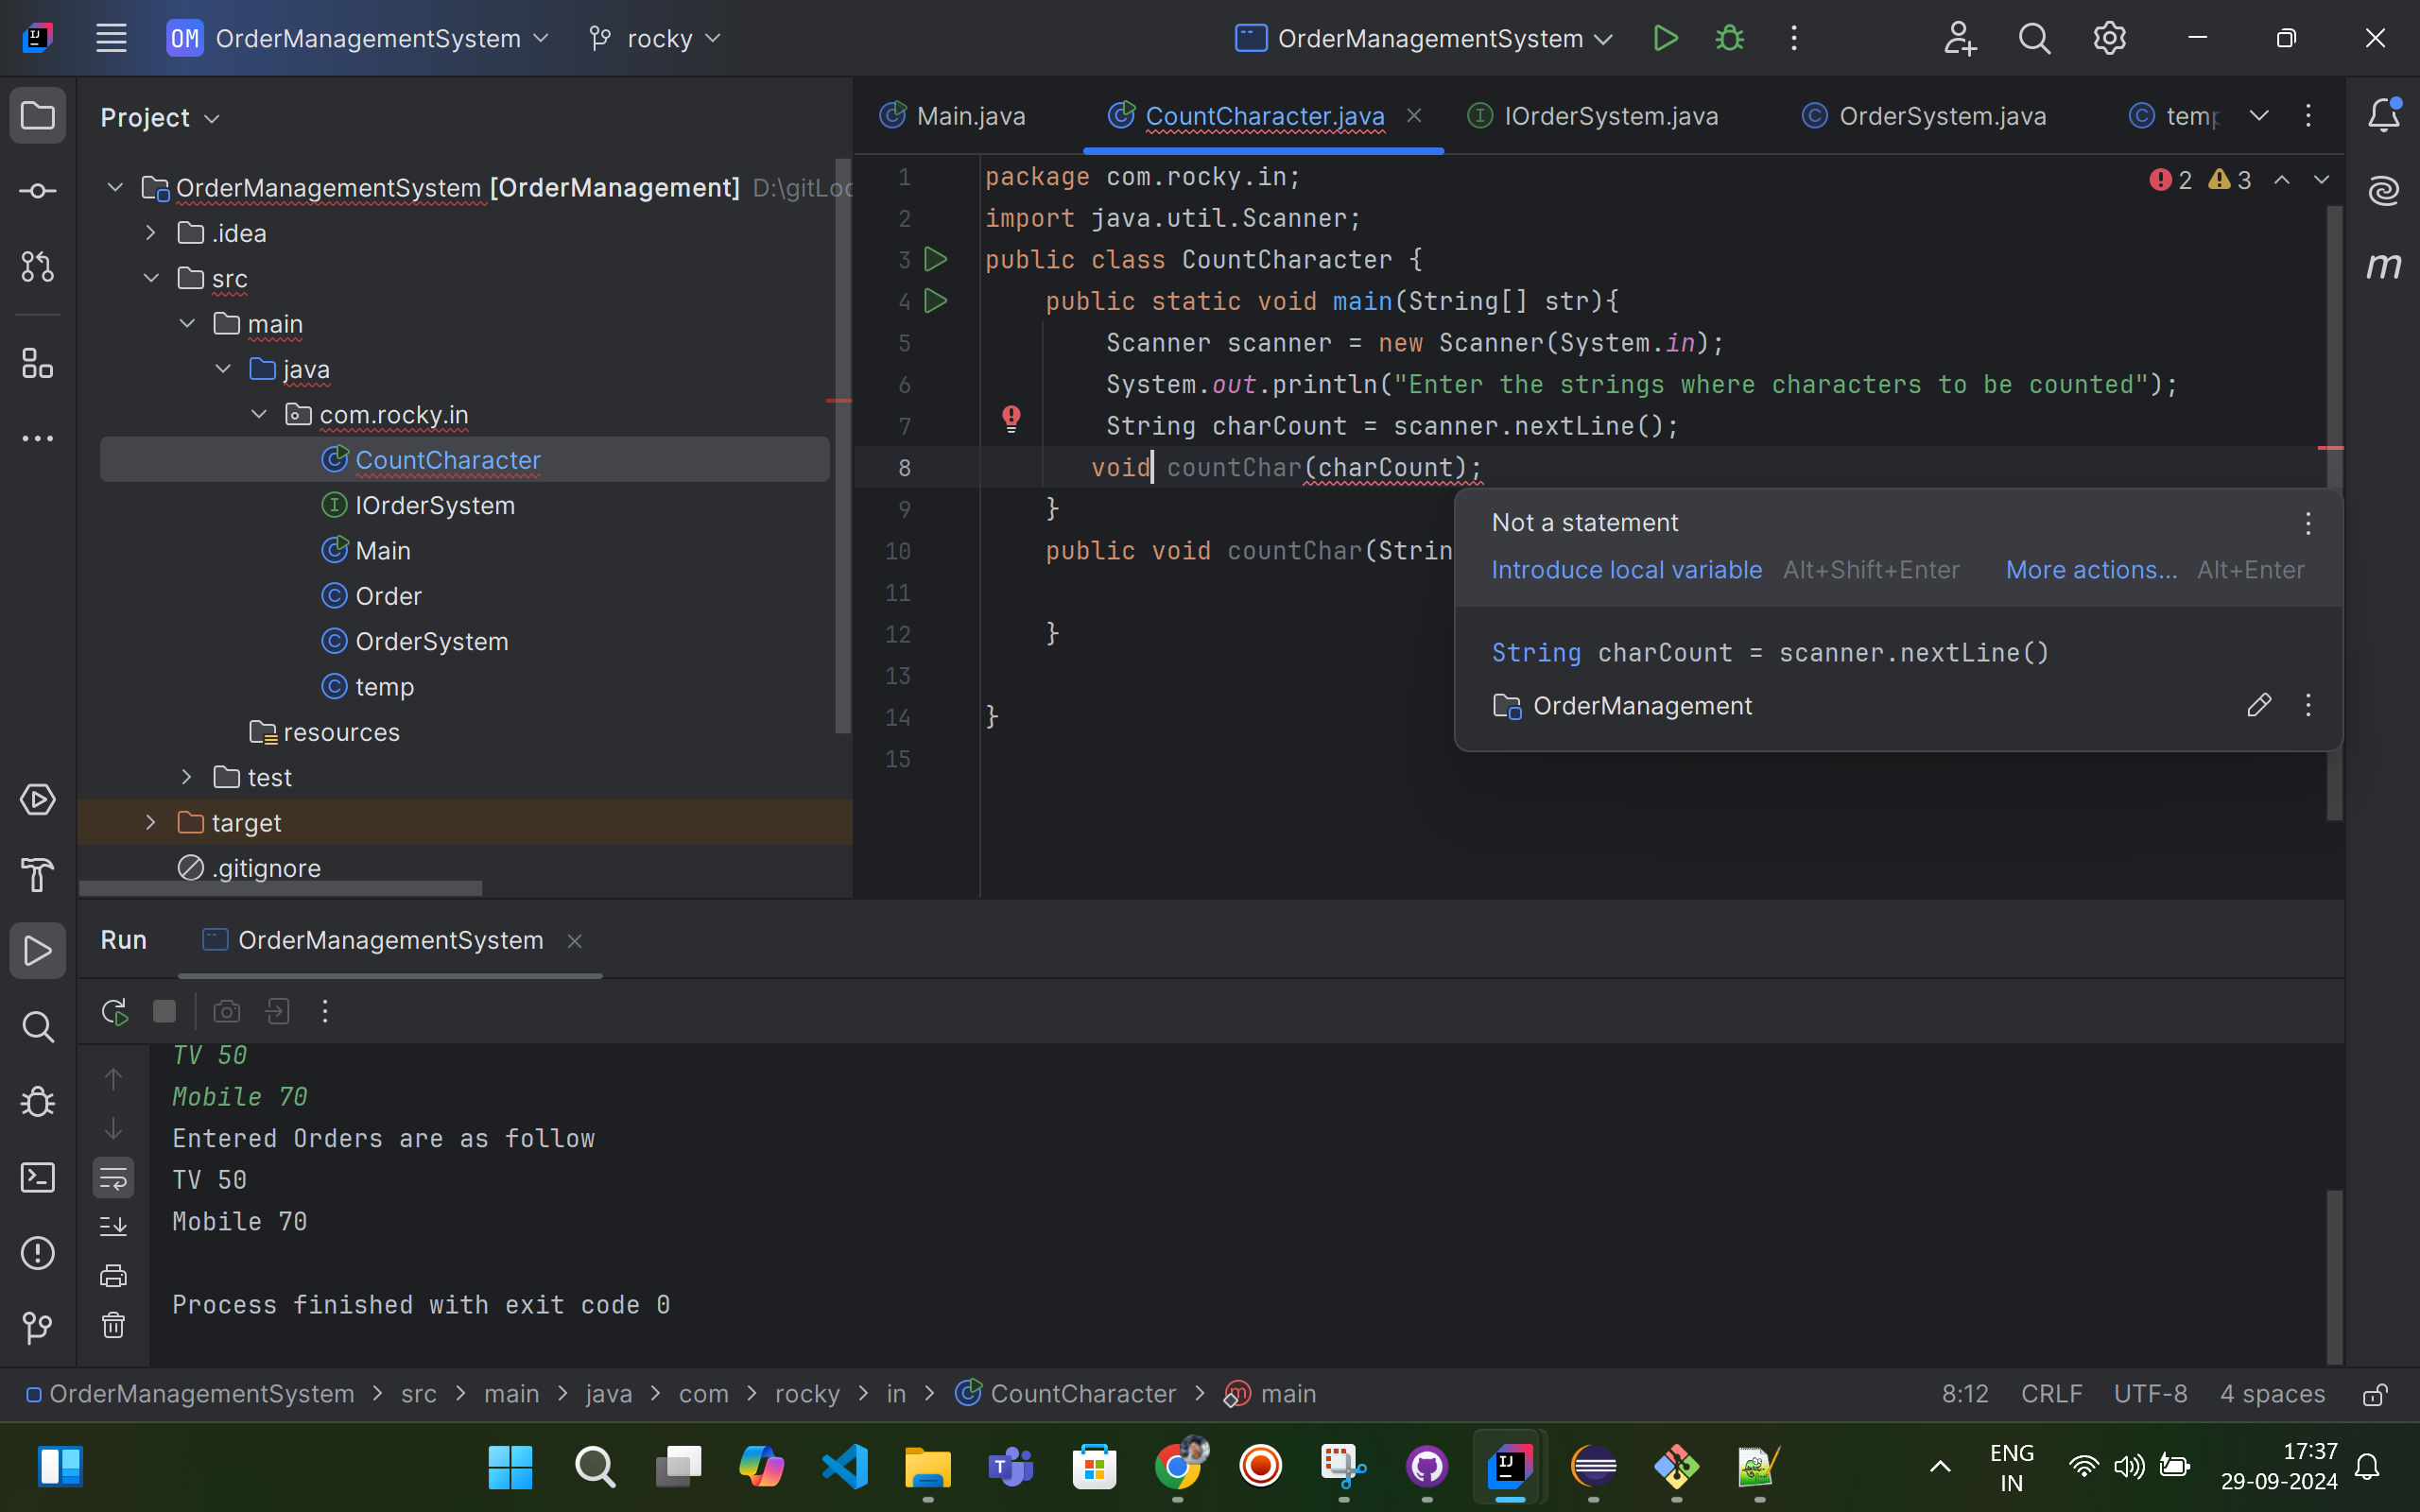 OM OrderManagementSystem rocky OrderManagementSystem
Project
OrderManagementSystem [OrderManagement]
.idea
src
main
java
com.rocky.in
CountCharacter
IOrderSystem
Main
Order
OrderSystem
temp
resources
test
target
.gitignore
Main.java CountCharacter.java IOrderSystem.java OrderSystem.java
2 3
1 package com.rocky.in;
2 import java.util.Scanner;
3 public class CountCharacter {
4 public static void main(String[] str){
5 Scanner scanner = new Scanner(System.in);
6 System.out.println("Enter the strings where characters to be counted");
7 String charCount = scanner.nextLine();
8 void countChar(charCount);
9 }
10 public void countChar(
11
12 }
13
14 }
15
Not a statement
Introduce local variable Alt+Shift+Enter More actions... Alt+Enter
String charCount = scanner.nextLine()
OrderManagement
m
Run OrderManagementSystem
TV 50
Mobile 70
Entered Orders are as follow
TV 50
Mobile 70
Process finished with exit code 0
OrderManagementSystem > src > main > java > com > rocky > in > CountCharacter > main
8:12 CRLF UTF-8 4 spaces
ENG
IN
17:37
29-09-2024